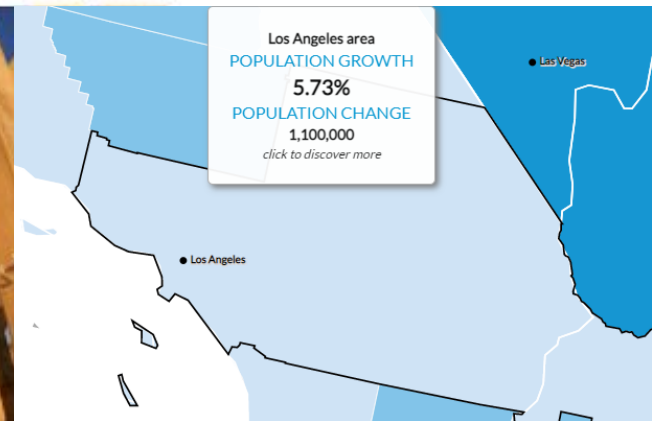 Los Angeles area
POPULATION GROWTH
5.73%
POPULATION CHANGE
1,100,000
click to discover more
Las Vegas
Los Angeles